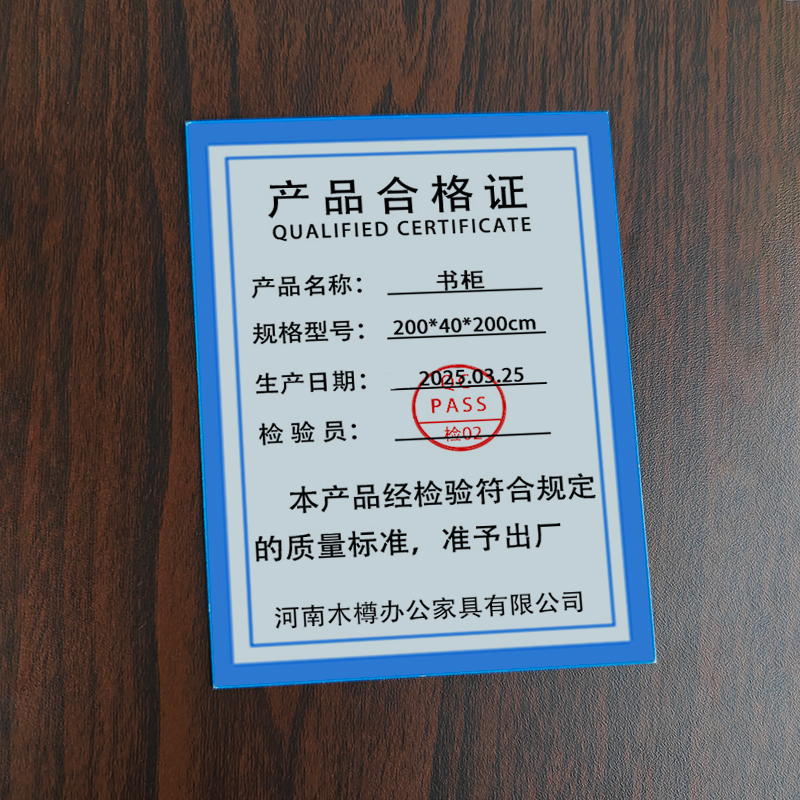 产品合格证
QUALIFIED CERTIFICATE
产品名称： 书柜
规格型号： 200*40*200cm
生产日期： 2025.03.25
QC
PASS
检验员： 检02
本产品经检验符合规定
的质量标准，准予出厂
河南木樽办公家具有限公司